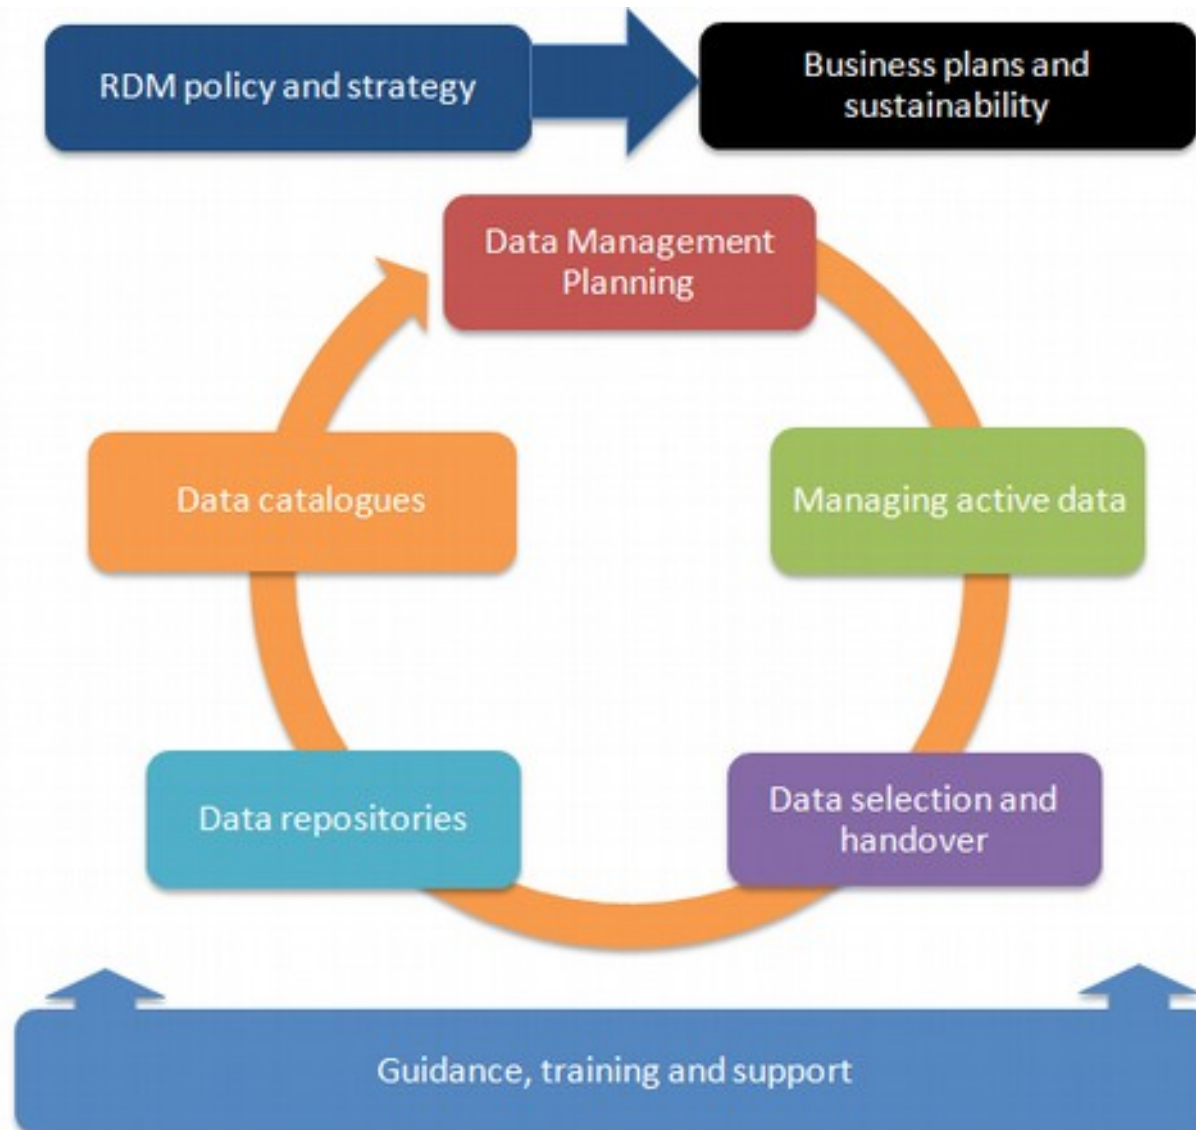 RDM policy and strategy
Business plans and
sustainability
Data Management
Planning
Data catalogues
Managing active data
Data repositories
Data selection and
handover
Guidance, training and support